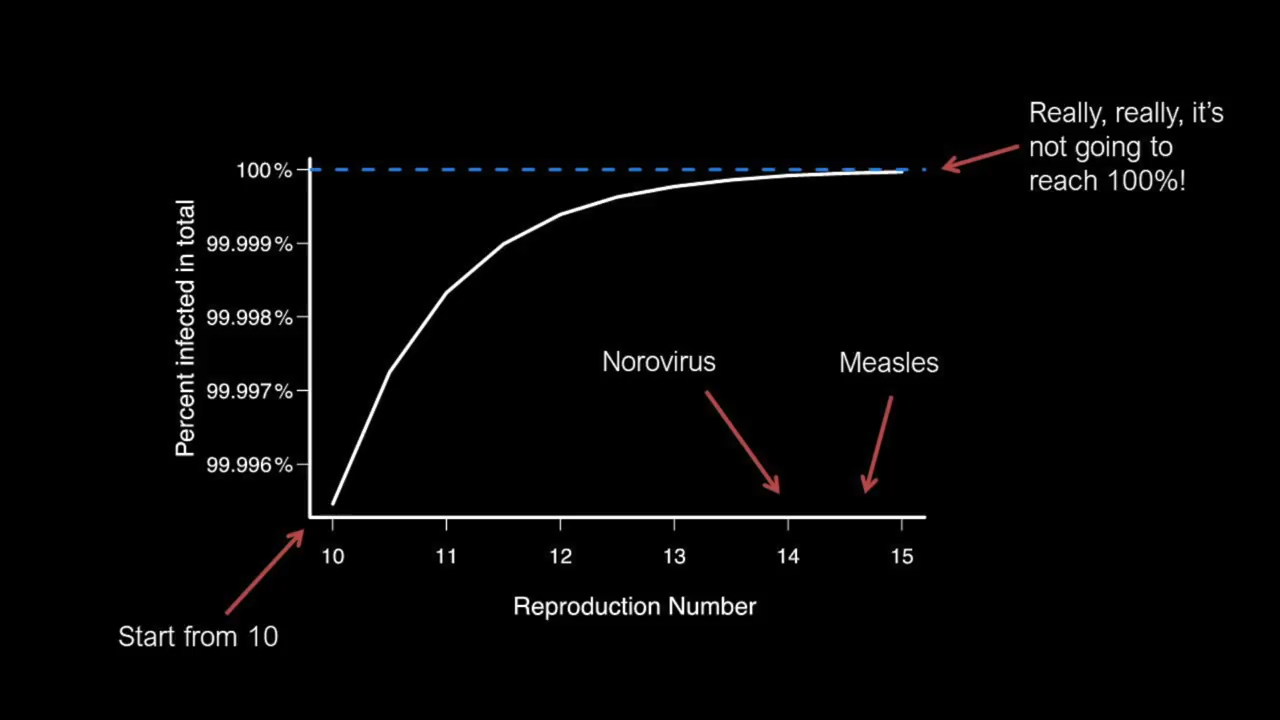 Really, really, it's
not going to
reach 100%!
100%
99.999%
99.998%
99.997%
99.996%
Percent infected in total
Norovirus
Measles
10
11
12
13
14
15
Reproduction Number
Start from 10